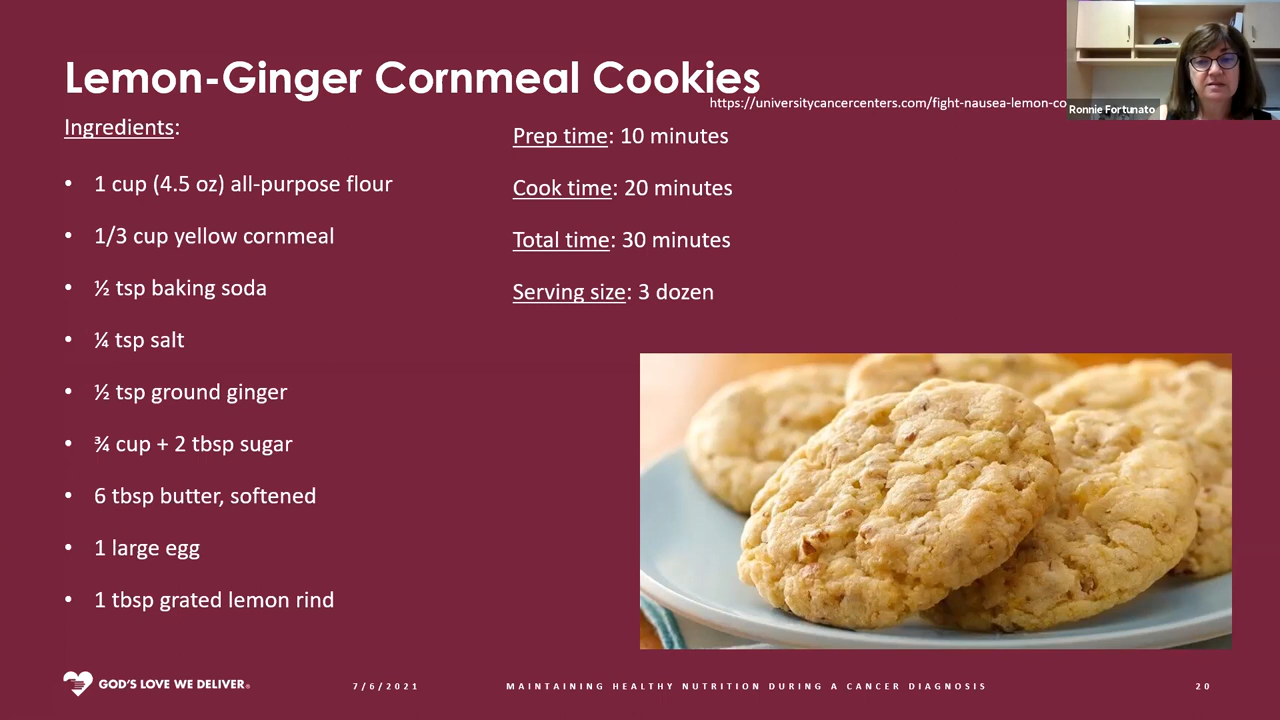 Lemon-Ginger Cornmeal Cookies
https://universitycancercenters.com/fight-nausea-lemon-co
Ronnie Fortunato
Ingredients:
• 1 cup (4.5 oz) all-purpose flour
• 1/3 cup yellow cornmeal
• ½ tsp baking soda
• ¼ tsp salt
• ½ tsp ground ginger
• ¾ cup + 2 tbsp sugar
• 6 tbsp butter, softened
• 1 large egg
• 1 tbsp grated lemon rind
Prep time: 10 minutes
Cook time: 20 minutes
Total time: 30 minutes
Serving size: 3 dozen
GOD'S LOVE WE DELIVER®
7/6/2021
MAINTAINING HEALTHY NUTRITION DURING A CANCER DIAGNOSIS
20